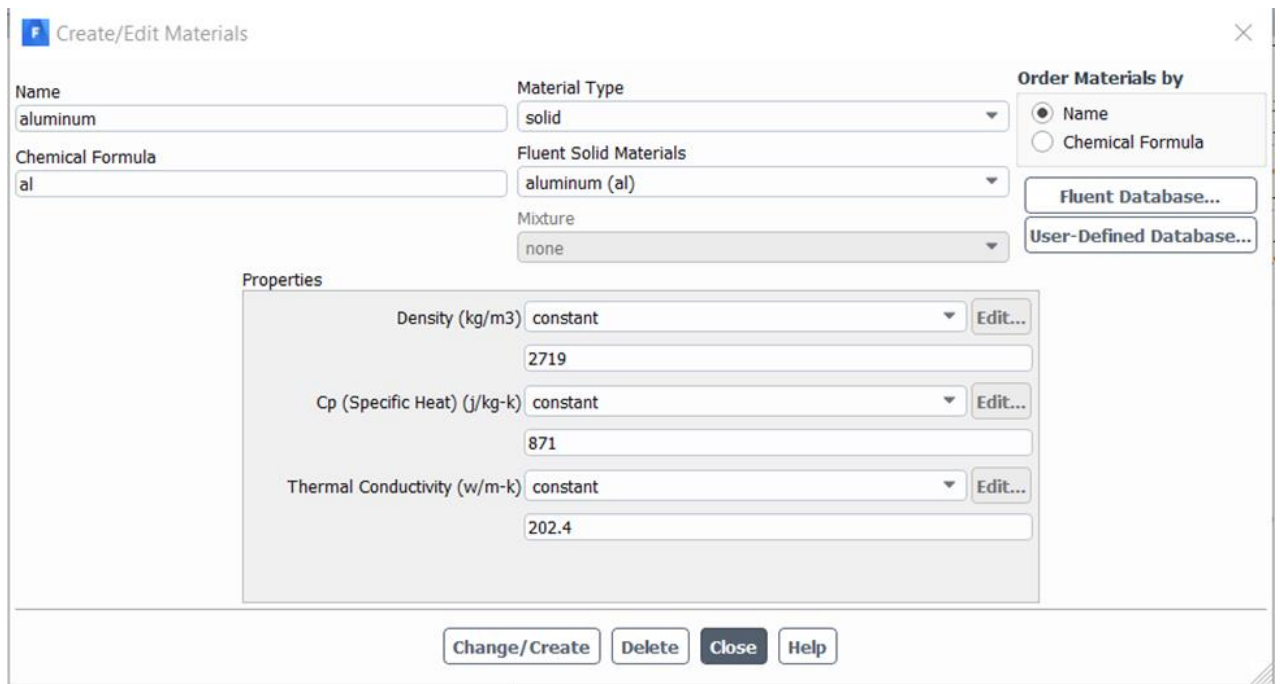 F Create/Edit Materials
Name
aluminum
Chemical Formula
al
Material Type
solid
Fluent Solid Materials
aluminum (al)
Mixture
none
Order Materials by
Name
Chemical Formula
Fluent Database...
User-Defined Database...
Properties
Density (kg/m3) constant Edit...
2719
Cp (Specific Heat) (j/kg-k) constant Edit...
871
Thermal Conductivity (w/m-k) constant Edit...
202.4
Change/Create Delete Close Help